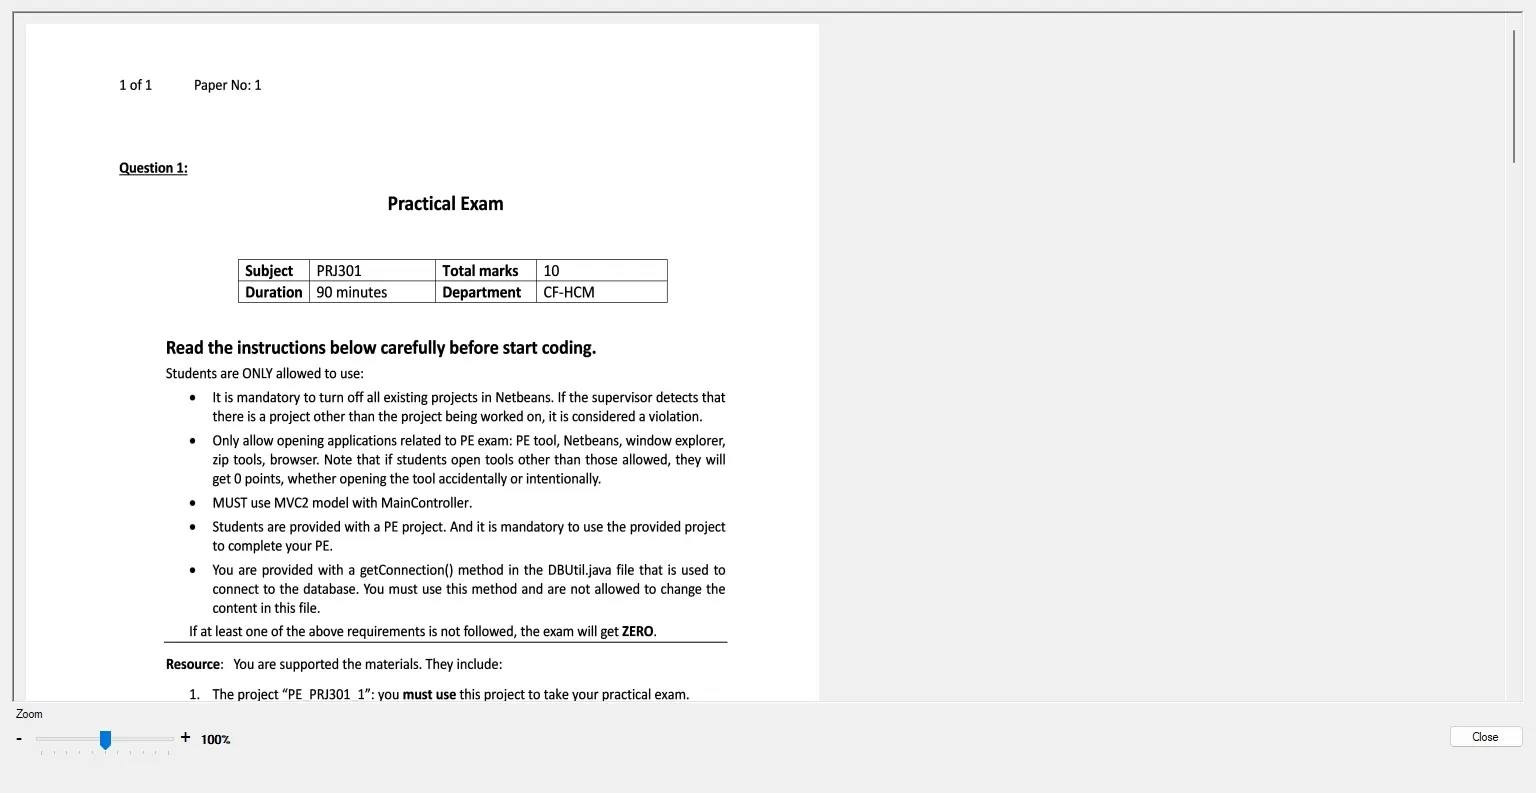 1 of 1 Paper No: 1
Question 1:
Practical Exam
Subject PRJ301 Total marks 10
Duration 90 minutes Department CF-HCM
Read the instructions below carefully before start coding.
Students are ONLY allowed to use:
• It is mandatory to turn off all existing projects in Netbeans. If the supervisor detects that
there is a project other than the project being worked on, it is considered a violation.
• Only allow opening applications related to PE exam: PE tool, Netbeans, window explorer,
zip tools, browser. Note that if students open tools other than those allowed, they will
get 0 points, whether opening the tool accidentally or intentionally.
• MUST use MVC2 model with MainController.
• Students are provided with a PE project. And it is mandatory to use the provided project
to complete your PE.
• You are provided with a getConnection() method in the DBUtil.java file that is used to
connect to the database. You must use this method and are not allowed to change the
content in this file.
If at least one of the above requirements is not followed, the exam will get ZERO.
Resource: You are supported the materials. They include:
1. The project “PE_PRJ301_1”: you must use this project to take your practical exam.
Zoom
- + 100%
Close